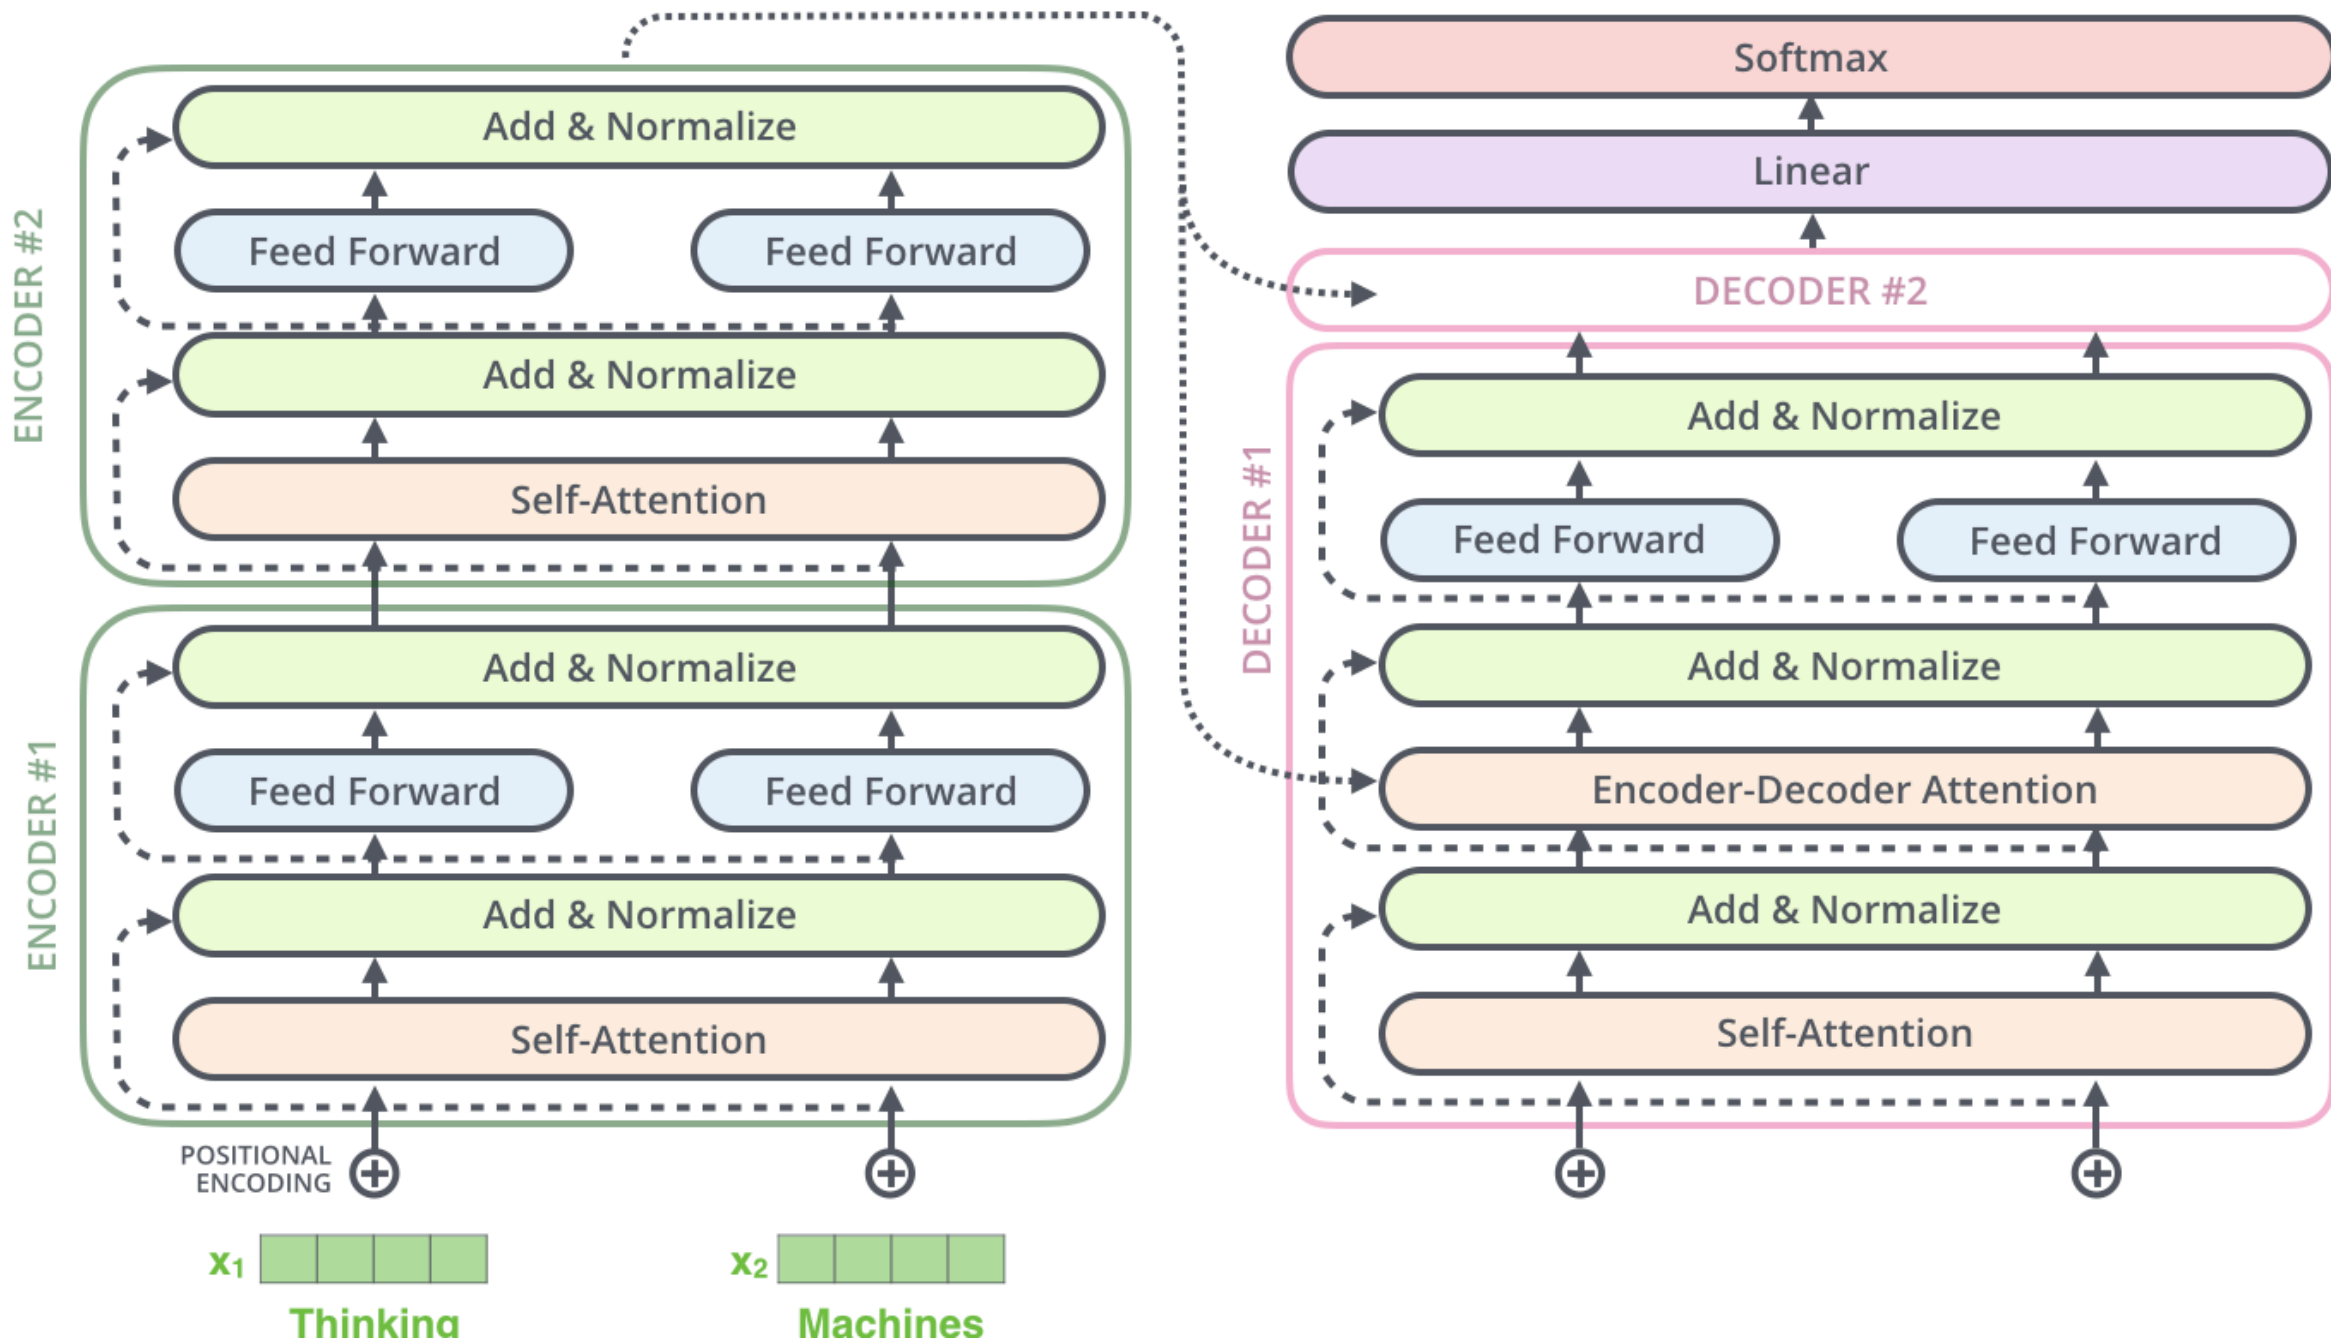 ENCODER #2
Add & Normalize
Feed Forward
Feed Forward
Add & Normalize
Self-Attention
ENCODER #1
Add & Normalize
Feed Forward
Feed Forward
Add & Normalize
Self-Attention
POSITIONAL
ENCODING
x1
x2
Thinking
Machines
Softmax
Linear
DECODER #2
DECODER #1
Add & Normalize
Feed Forward
Feed Forward
Add & Normalize
Encoder-Decoder Attention
Add & Normalize
Self-Attention